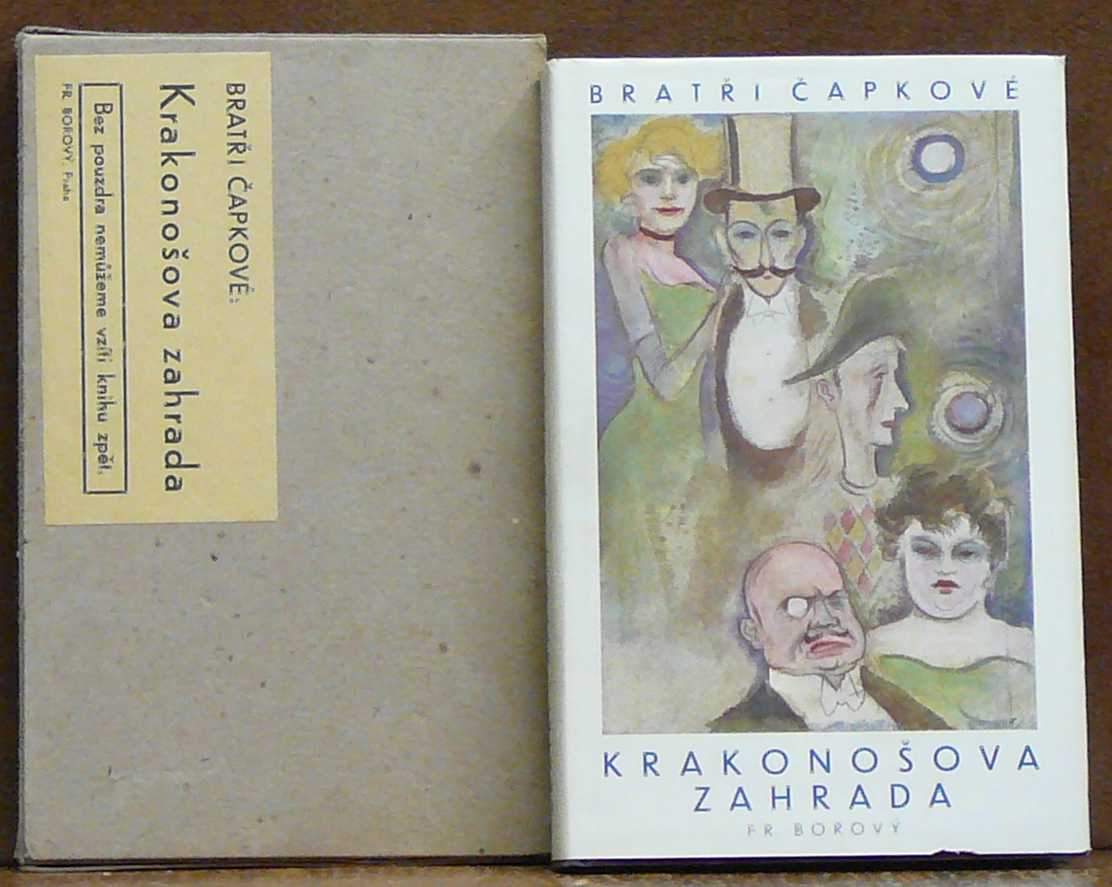 BRATŘI ČAPKOVÉ:
Krakonošova zahrada
Bez pouzdra nemůžeme vzíti knihu zpět.
FR. BOROVÝ, Praha
BRATŘI ČAPKOVÉ
KRAKONOŠOVA
ZAHRADA
FR. BOROVÝ